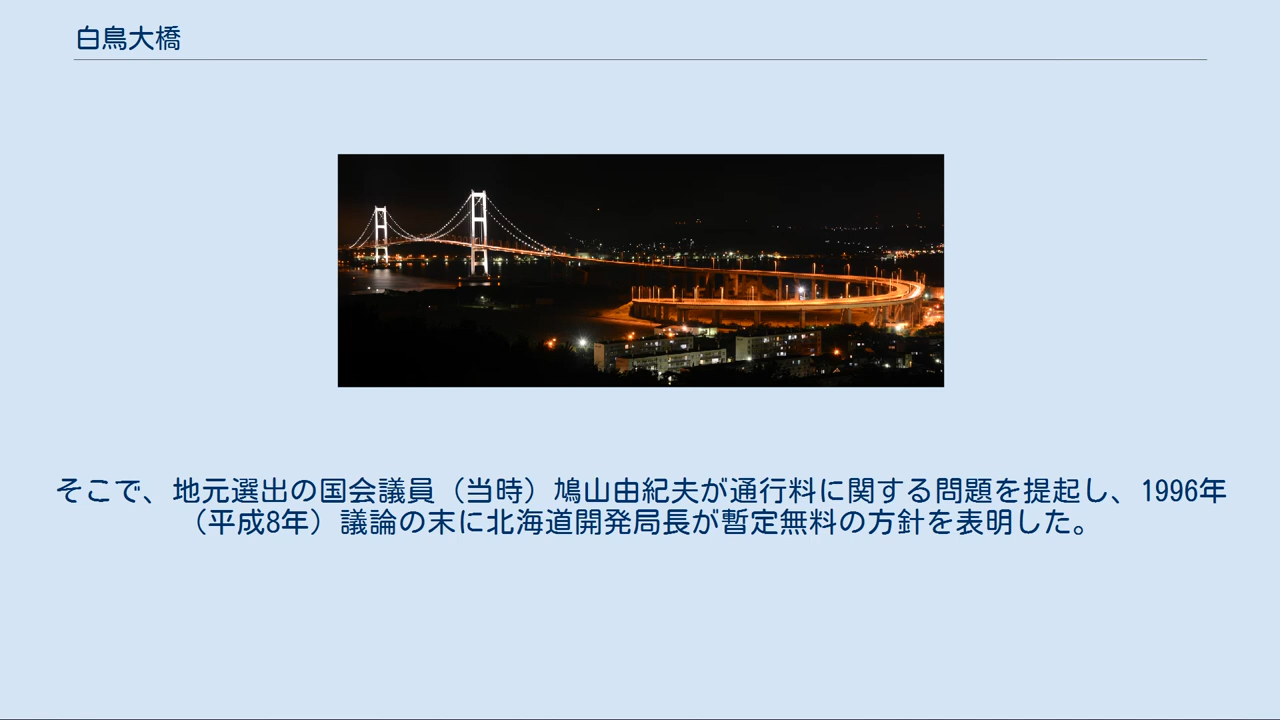 白鳥大橋
そこで、地元選出の国会議員（当時）鳩山由紀夫が通行料に関する問題を提起し、1996年
（平成8年）議論の末に北海道開発局長が暫定無料の方針を表明した。